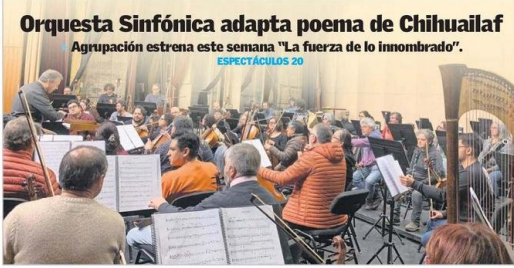 Orquesta Sinfónica adapta poema de Chihuailaf
Agrupación estrena este semana “La fuerza de lo innombrado”.
ESPECTÁCULOS 20